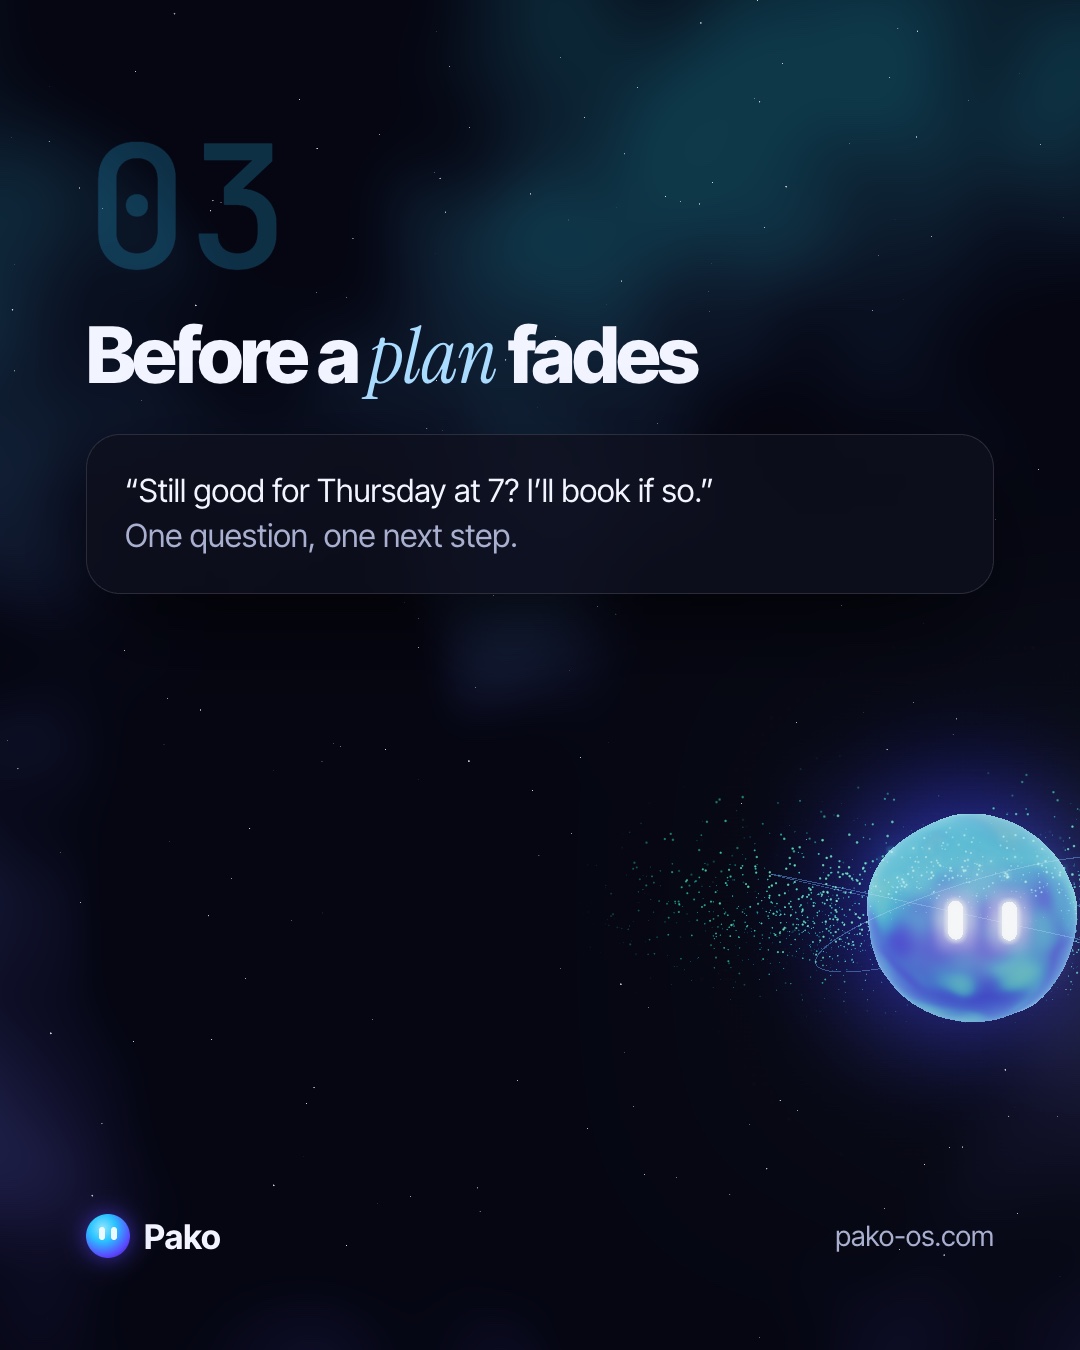 03
Before a plan fades
“Still good for Thursday at 7? I’ll book if so.”
One question, one next step.
Pako
pako-os.com